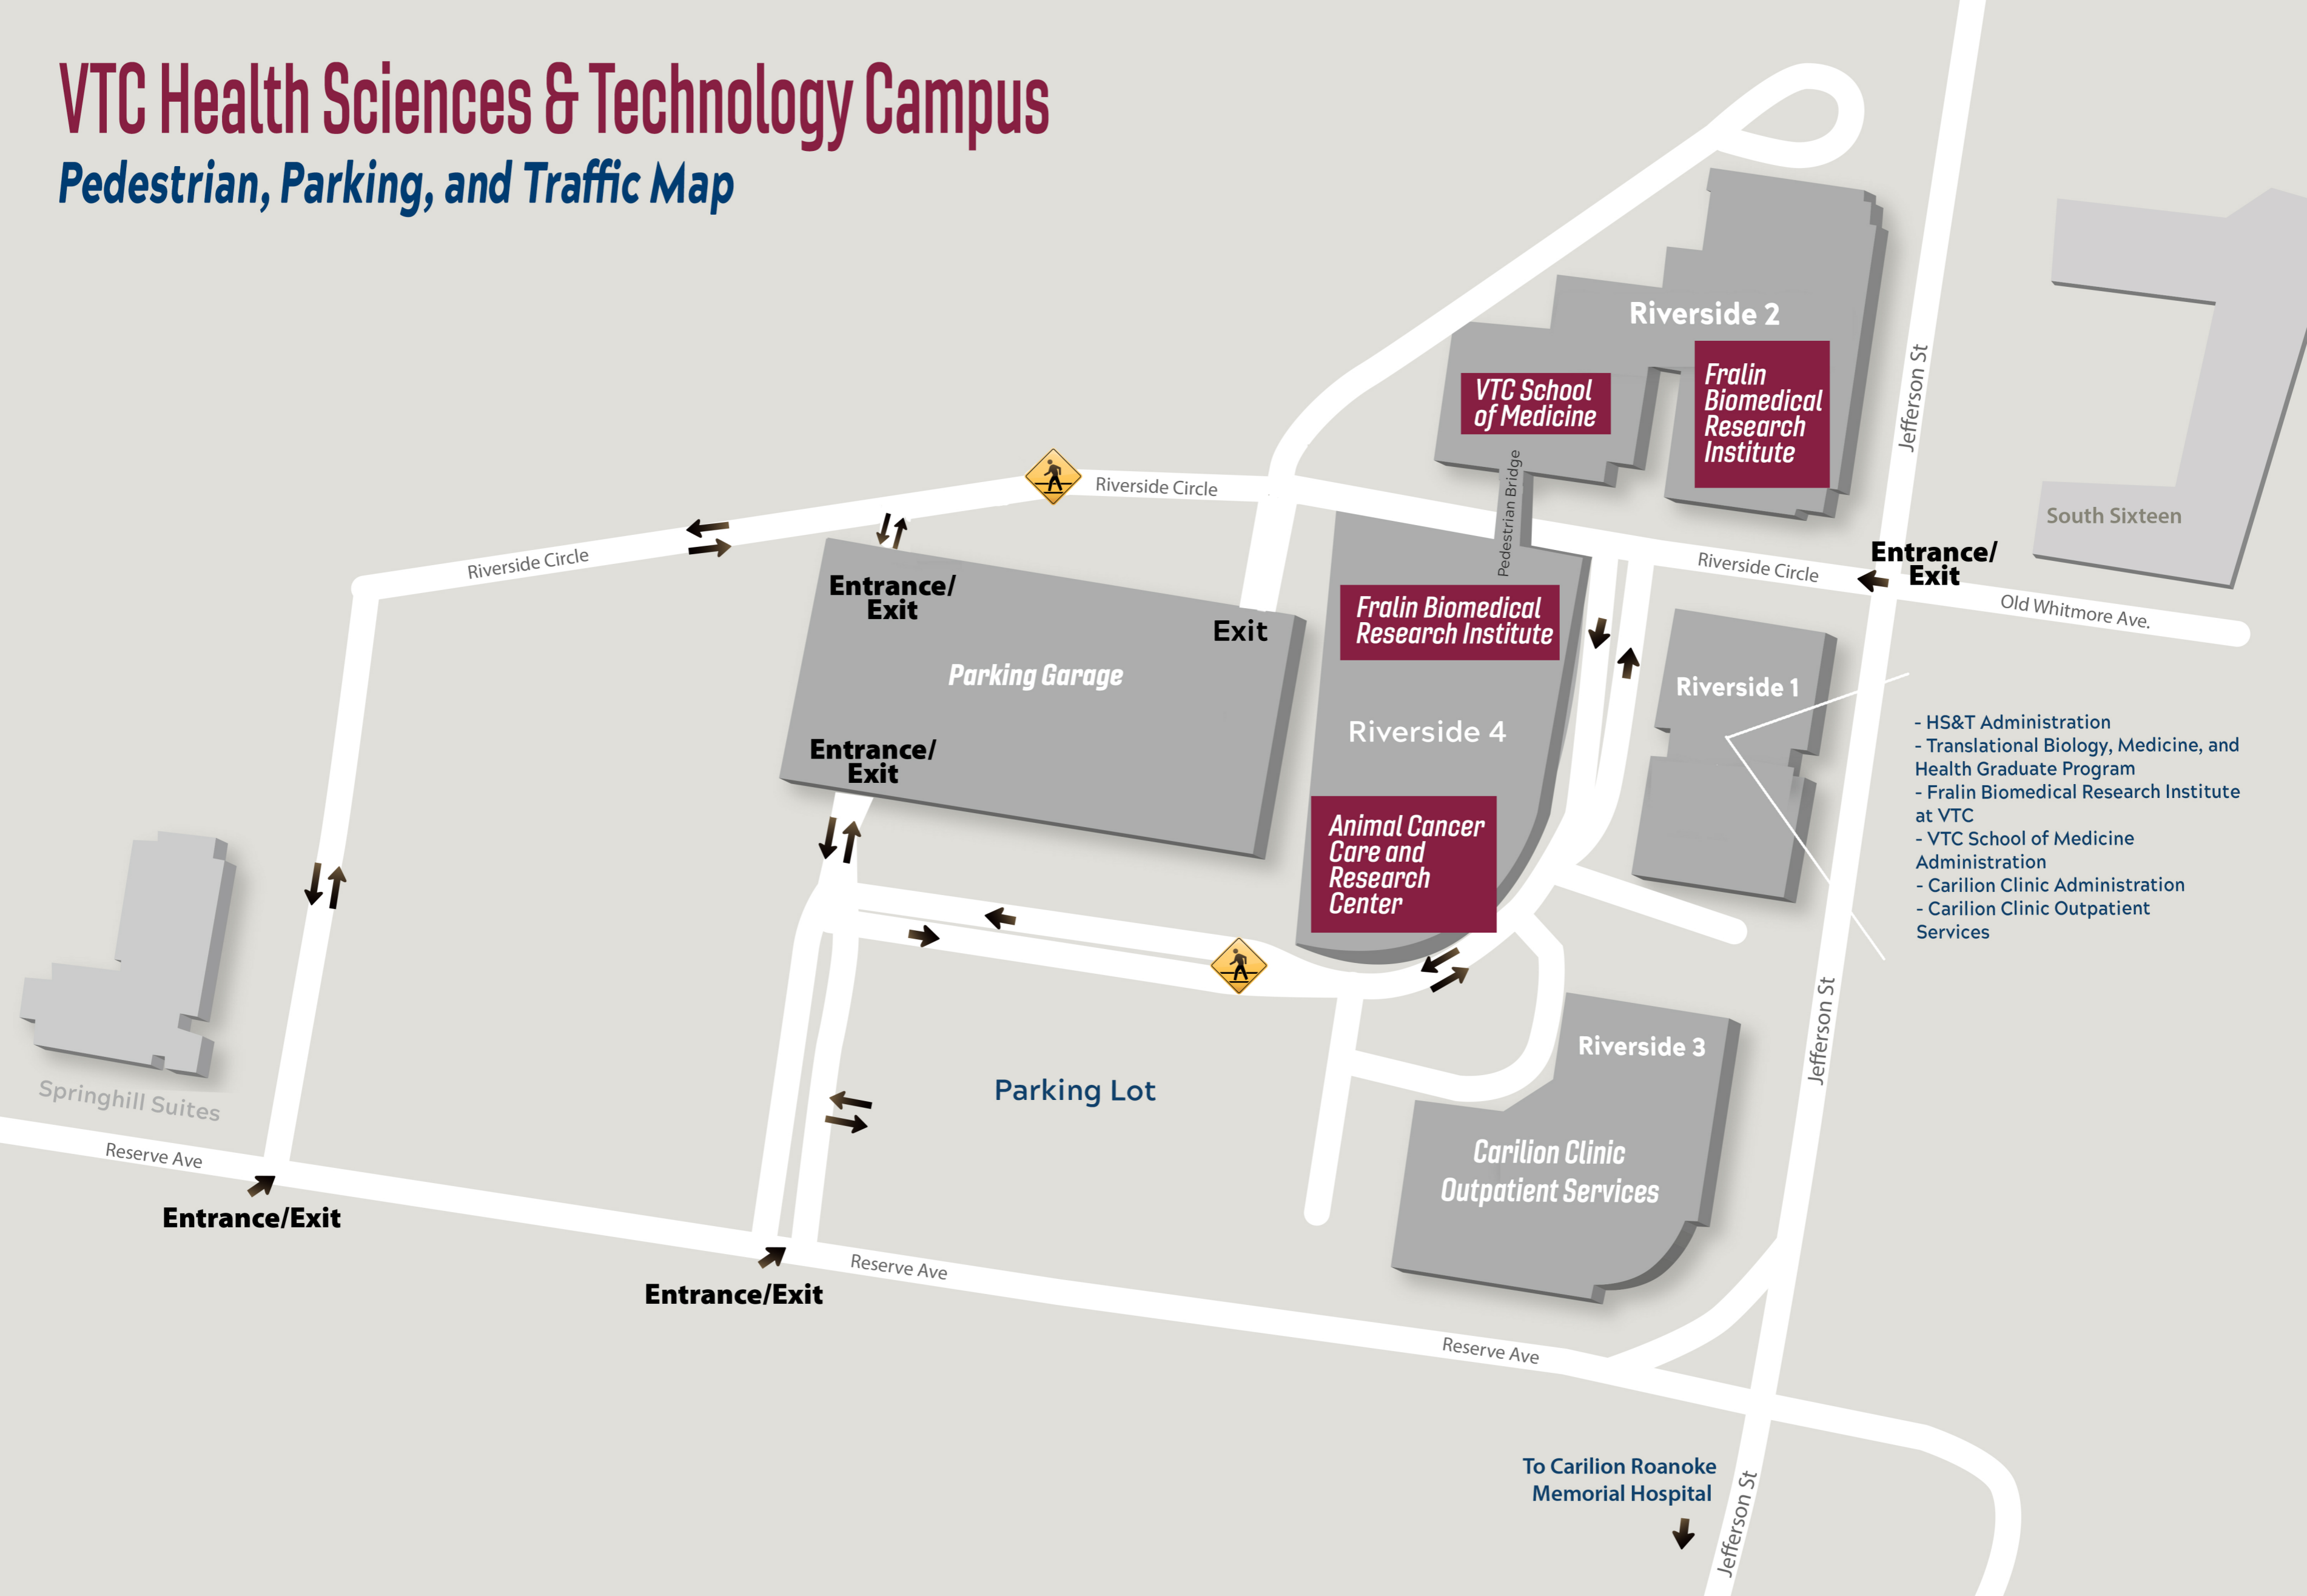 VTC Health Sciences & Technology Campus
Pedestrian, Parking, and Traffic Map
Riverside 2
VTC School
of Medicine
Fralin
Biomedical
Research
Institute
Jefferson St
South Sixteen
Pedestrian Bridge
Riverside Circle
Riverside Circle
Riverside Circle
Entrance/
Exit
Old Whitmore Ave.
Entrance/
Exit
Exit
Parking Garage
Entrance/
Exit
Fralin Biomedical
Research Institute
Riverside 4
Animal Cancer
Care and
Research
Center
Riverside 1
- HS&T Administration
- Translational Biology, Medicine, and
Health Graduate Program
- Fralin Biomedical Research Institute
at VTC
- VTC School of Medicine
Administration
- Carilion Clinic Administration
- Carilion Clinic Outpatient
Services
Jefferson St
Riverside 3
Carilion Clinic
Outpatient Services
Parking Lot
Springhill Suites
Reserve Ave
Entrance/Exit
Reserve Ave
Entrance/Exit
Reserve Ave
To Carilion Roanoke
Memorial Hospital
Jefferson St